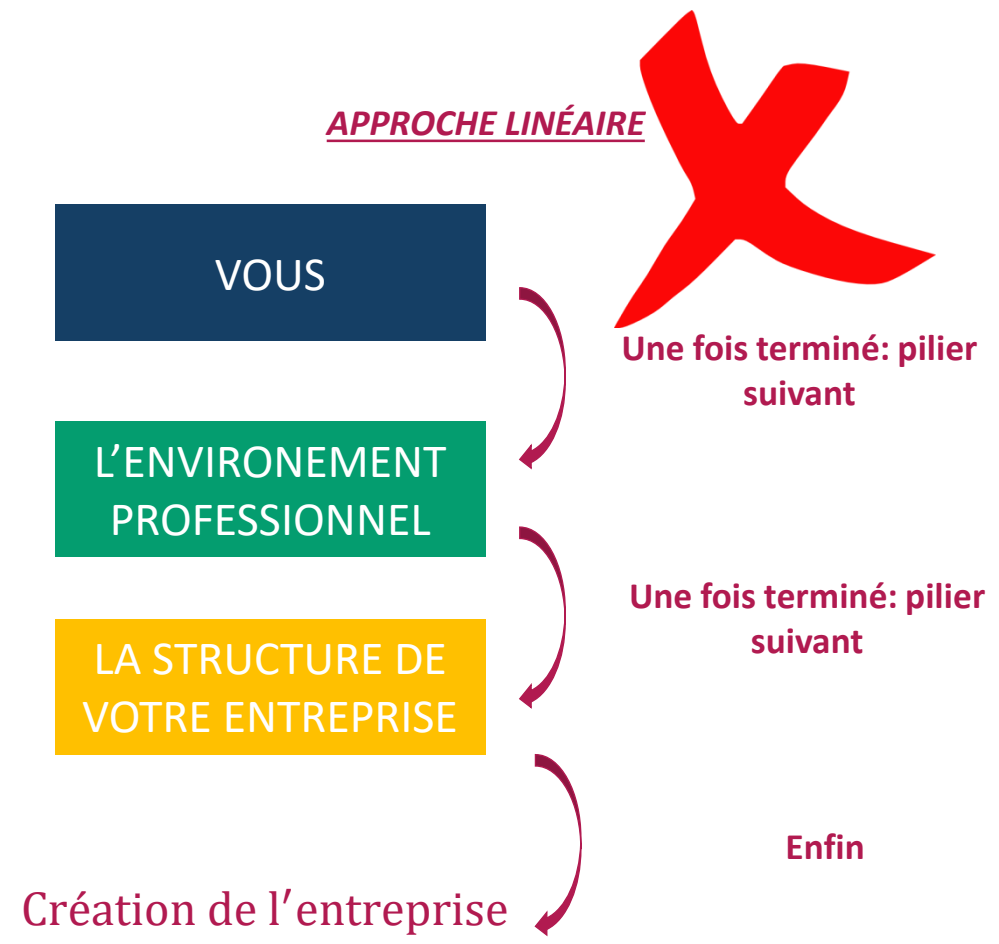 APPROCHE LINÉAIRE
VOUS
Une fois terminé: pilier
suivant
L’ENVIRONEMENT
PROFESSIONNEL
Une fois terminé: pilier
suivant
LA STRUCTURE DE
VOTRE ENTREPRISE
Enfin
Création de l’entreprise